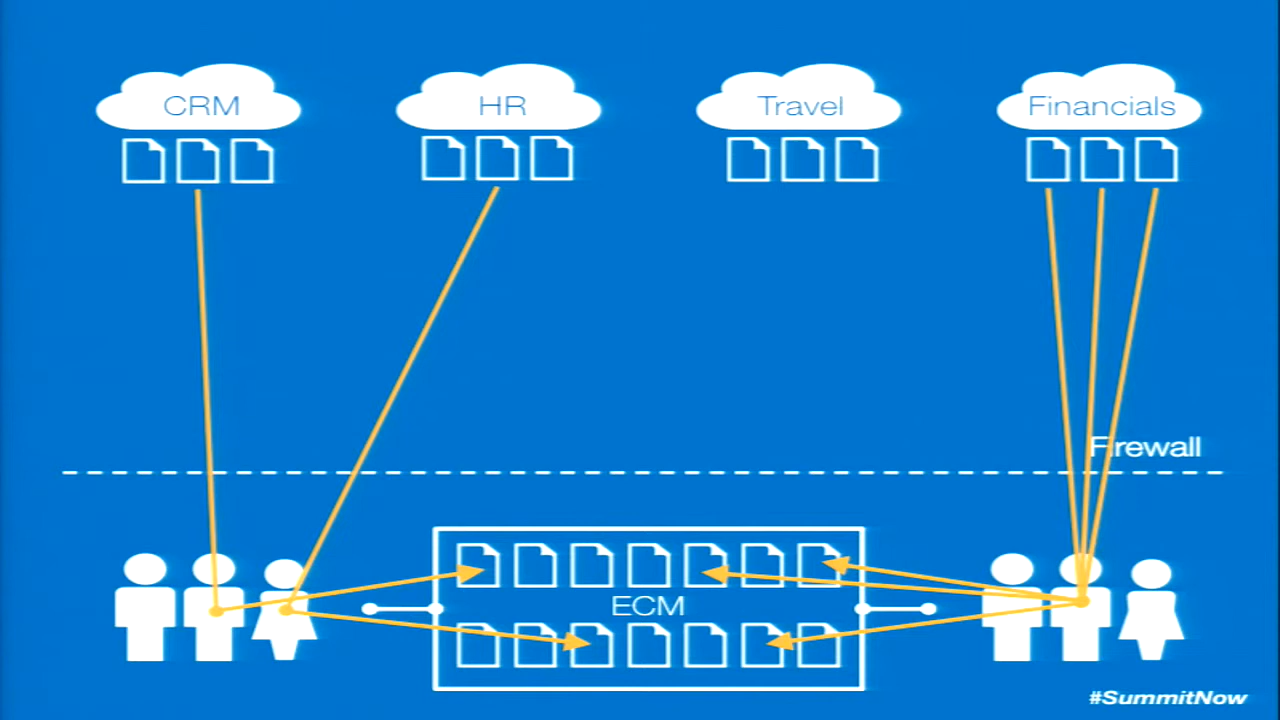 CRM
HR
Travel
Financials
Firewall
ECM
#SummitNow